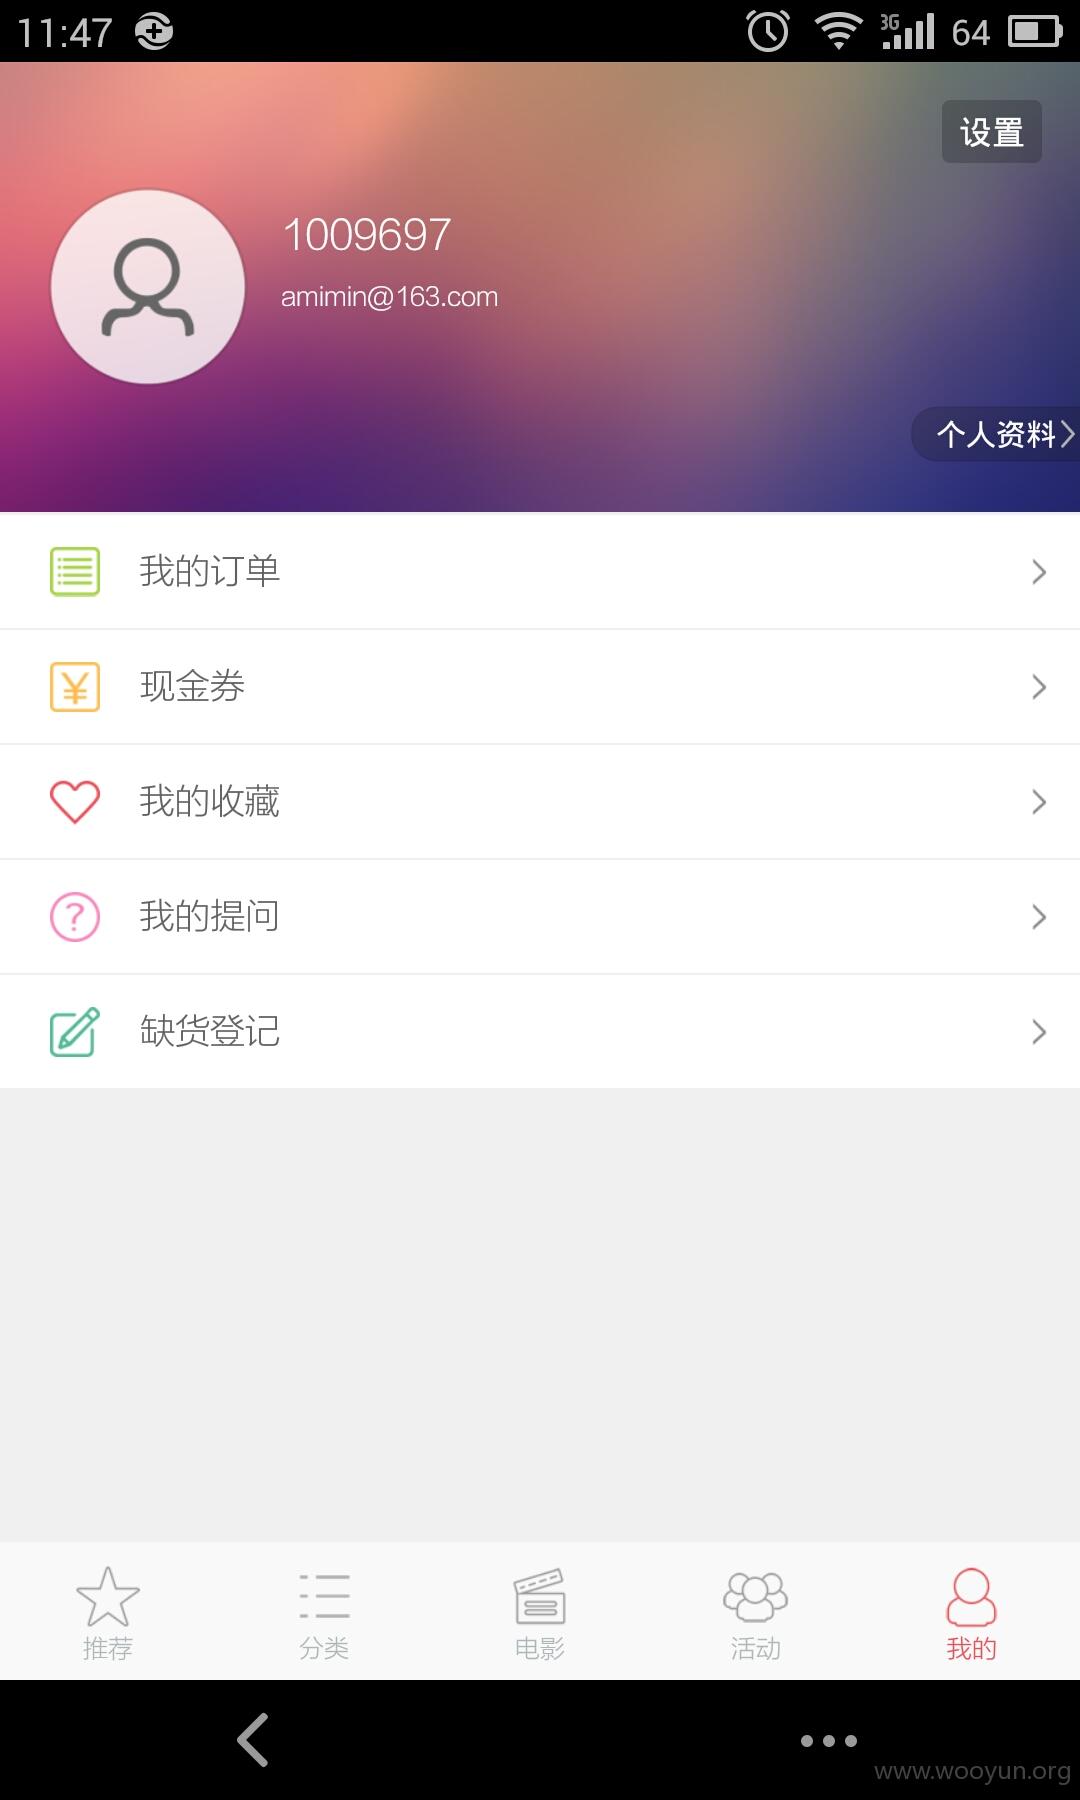 11:47
3G
64
设置
1009697
amimin@163.com
个人资料
我的订单
现金券
我的收藏
我的提问
缺货登记
推荐
分类
电影
活动
我的
www.wooyun.org